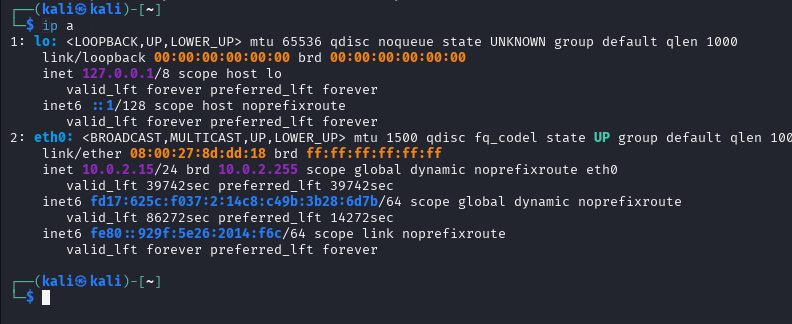 ┌──(kali㉿kali)-[~]
└─$ ip a
1: lo: <LOOPBACK,UP,LOWER_UP> mtu 65536 qdisc noqueue state UNKNOWN group default qlen 1000
    link/loopback 00:00:00:00:00:00 brd 00:00:00:00:00:00
    inet 127.0.0.1/8 scope host lo
       valid_lft forever preferred_lft forever
    inet6 ::1/128 scope host noprefixroute
       valid_lft forever preferred_lft forever
2: eth0: <BROADCAST,MULTICAST,UP,LOWER_UP> mtu 1500 qdisc fq_codel state UP group default qlen 100
    link/ether 08:00:27:8d:dd:18 brd ff:ff:ff:ff:ff:ff
    inet 10.0.2.15/24 brd 10.0.2.255 scope global dynamic noprefixroute eth0
       valid_lft 39742sec preferred_lft 39742sec
    inet6 fd17:625c:f037:2:14c8:c49b:3b28:6d7b/64 scope global dynamic noprefixroute
       valid_lft 86272sec preferred_lft 14272sec
    inet6 fe80::929f:5e26:2014:f6c/64 scope link noprefixroute
       valid_lft forever preferred_lft forever
┌──(kali㉿kali)-[~]
└─$